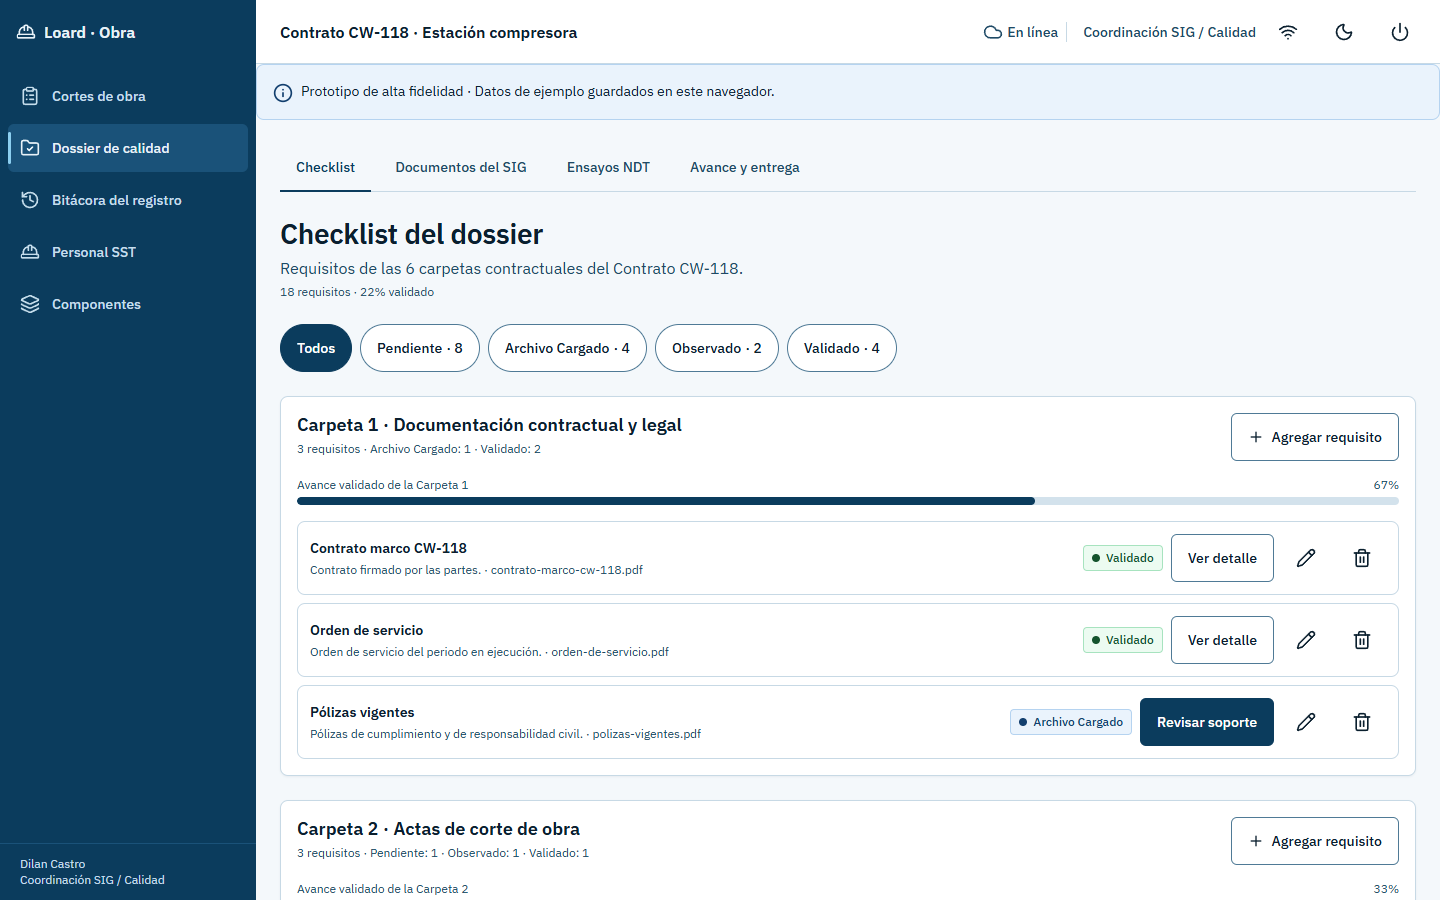 Loard · Obra
Contrato CW-118 · Estación compresora
En línea
Coordinación SIG / Calidad
Cortes de obra
Dossier de calidad
Bitácora del registro
Personal SST
Componentes
Dilan Castro
Coordinación SIG / Calidad
Prototipo de alta fidelidad · Datos de ejemplo guardados en este navegador.
Checklist
Documentos del SIG
Ensayos NDT
Avance y entrega
Checklist del dossier
Requisitos de las 6 carpetas contractuales del Contrato CW-118.
18 requisitos · 22% validado
Todos
Pendiente · 8
Archivo Cargado · 4
Observado · 2
Validado · 4
Carpeta 1 · Documentación contractual y legal
3 requisitos · Archivo Cargado: 1 · Validado: 2
Agregar requisito
Avance validado de la Carpeta 1
67%
Contrato marco CW-118
Contrato firmado por las partes. · contrato-marco-cw-118.pdf
Validado
Ver detalle
Orden de servicio
Orden de servicio del periodo en ejecución. · orden-de-servicio.pdf
Validado
Ver detalle
Pólizas vigentes
Pólizas de cumplimiento y de responsabilidad civil. · polizas-vigentes.pdf
Archivo Cargado
Revisar soporte
Carpeta 2 · Actas de corte de obra
3 requisitos · Pendiente: 1 · Observado: 1 · Validado: 1
Agregar requisito
Avance validado de la Carpeta 2
33%